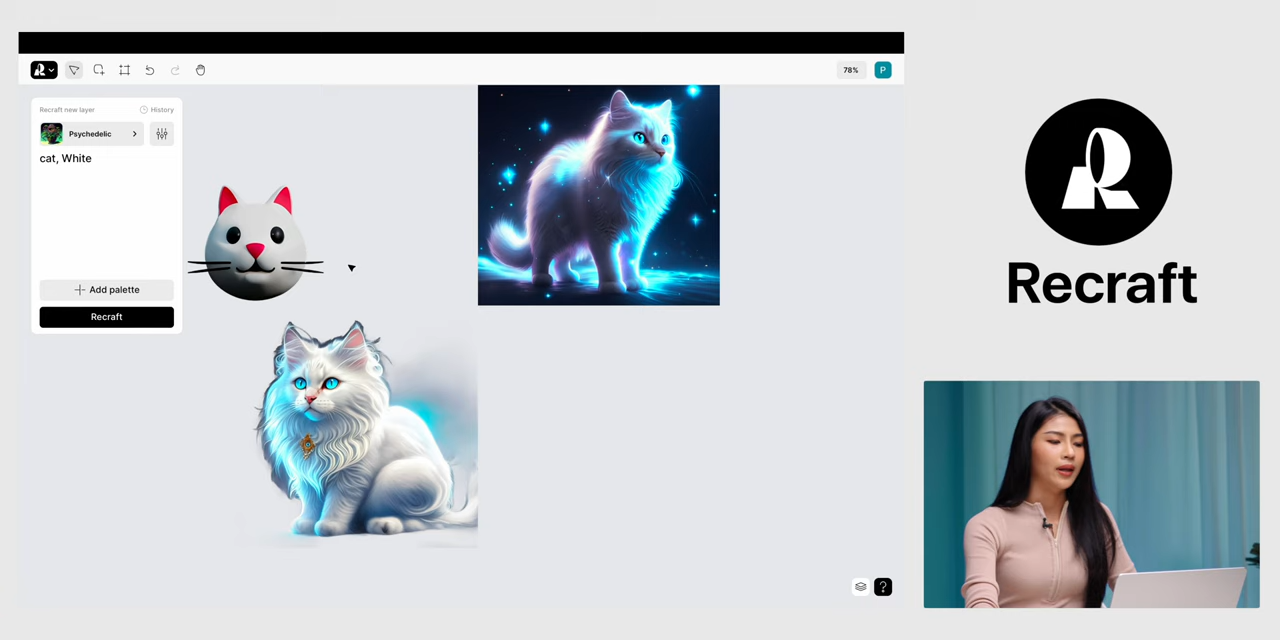 78%
P
Recraft new layer
History
Psychedelic
cat, White
Add palette
Recraft
?
Recraft